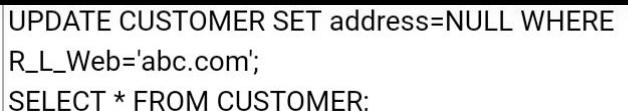 UPDATE CUSTOMER SET address=NULL WHERE
R_L_Web='abc.com';
SELECT * FROM CUSTOMER;